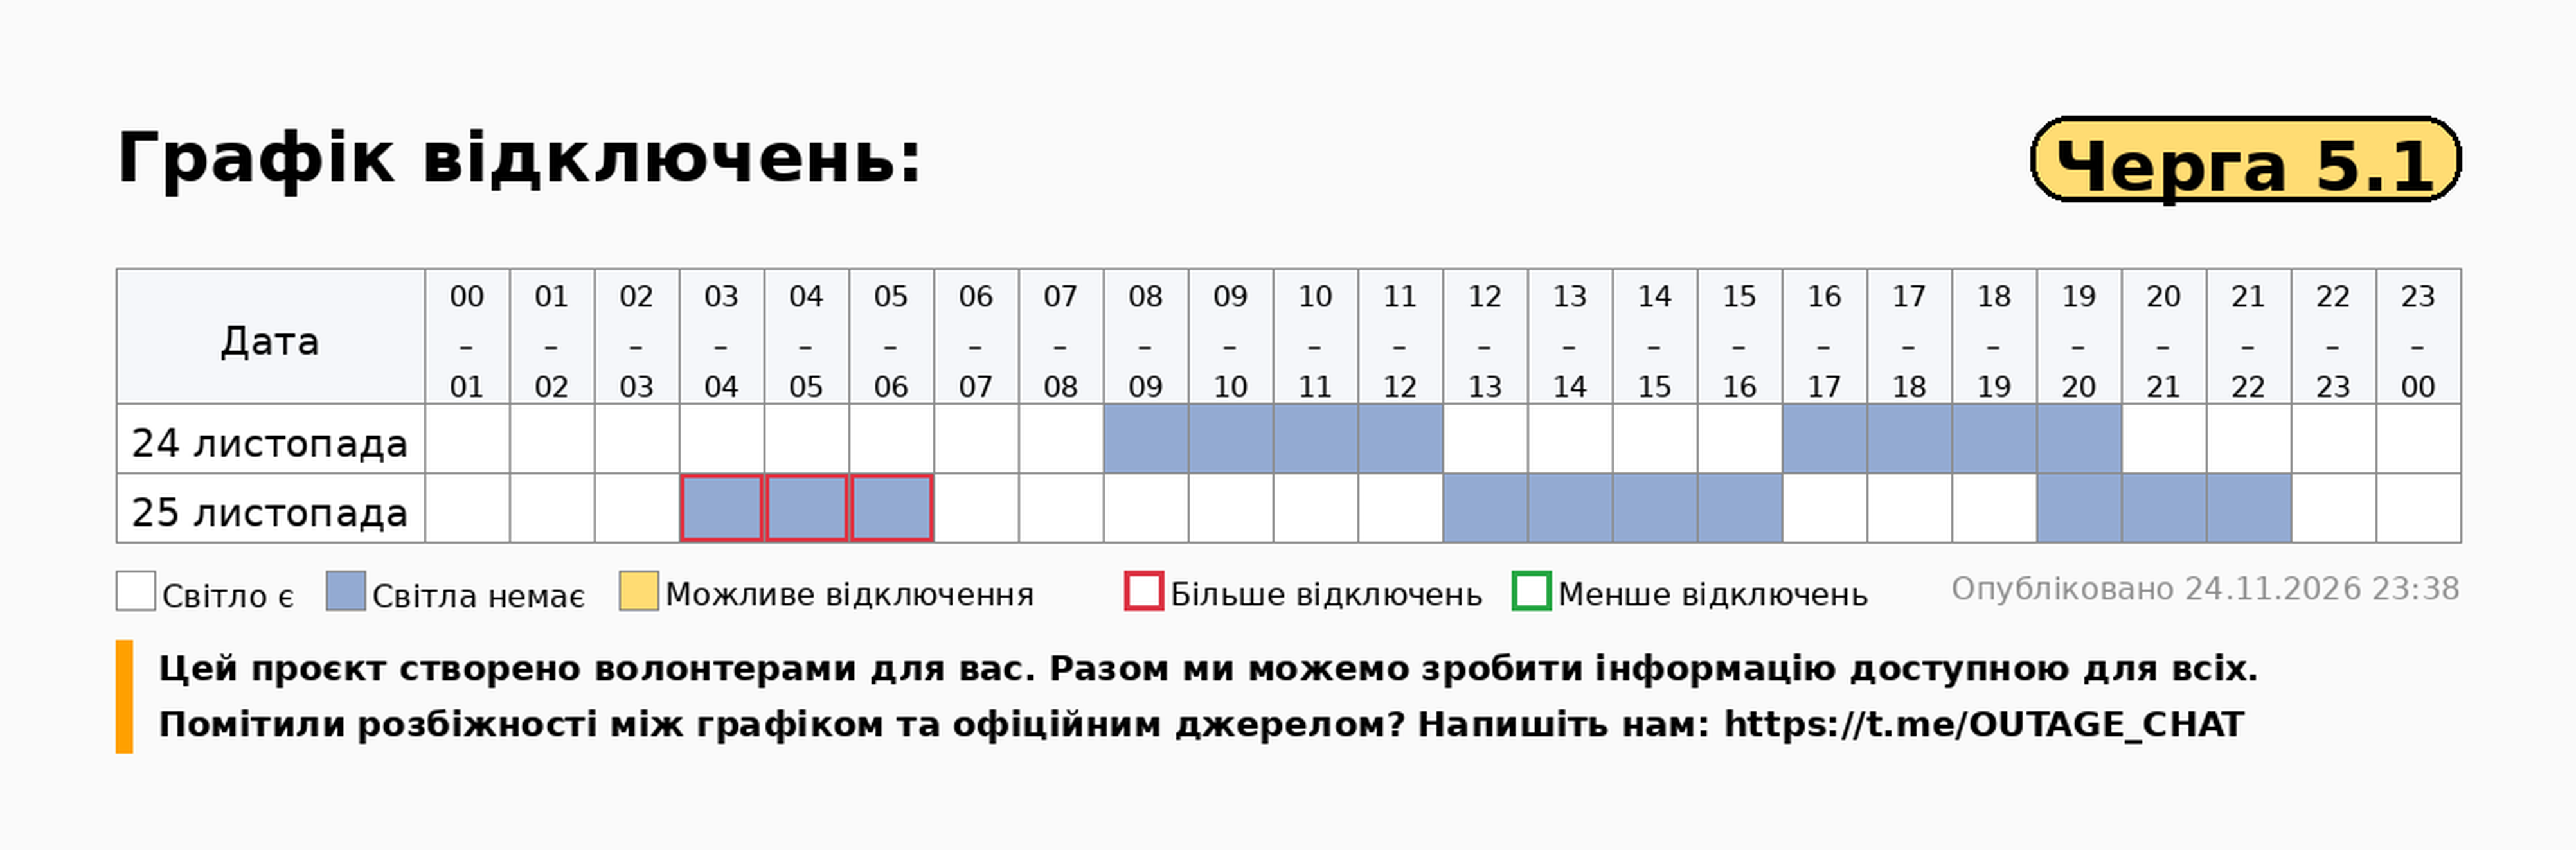 Графік відключень:
Черга 5.1
Дата 00 – 01 01 – 02 02 – 03 03 – 04 04 – 05 05 – 06 06 – 07 07 – 08 08 – 09 09 – 10 10 – 11 11 – 12 12 – 13 13 – 14 14 – 15 15 – 16 16 – 17 17 – 18 18 – 19 19 – 20 20 – 21 21 – 22 22 – 23 23 – 00
24 листопада
25 листопада
Світло є Світла немає Можливе відключення Більше відключень Менше відключень Опубліковано 24.11.2026 23:38
Цей проєкт створено волонтерами для вас. Разом ми можемо зробити інформацію доступною для всіх.
Помітили розбіжності між графіком та офіційним джерелом? Напишіть нам: https://t.me/OUTAGE_CHAT